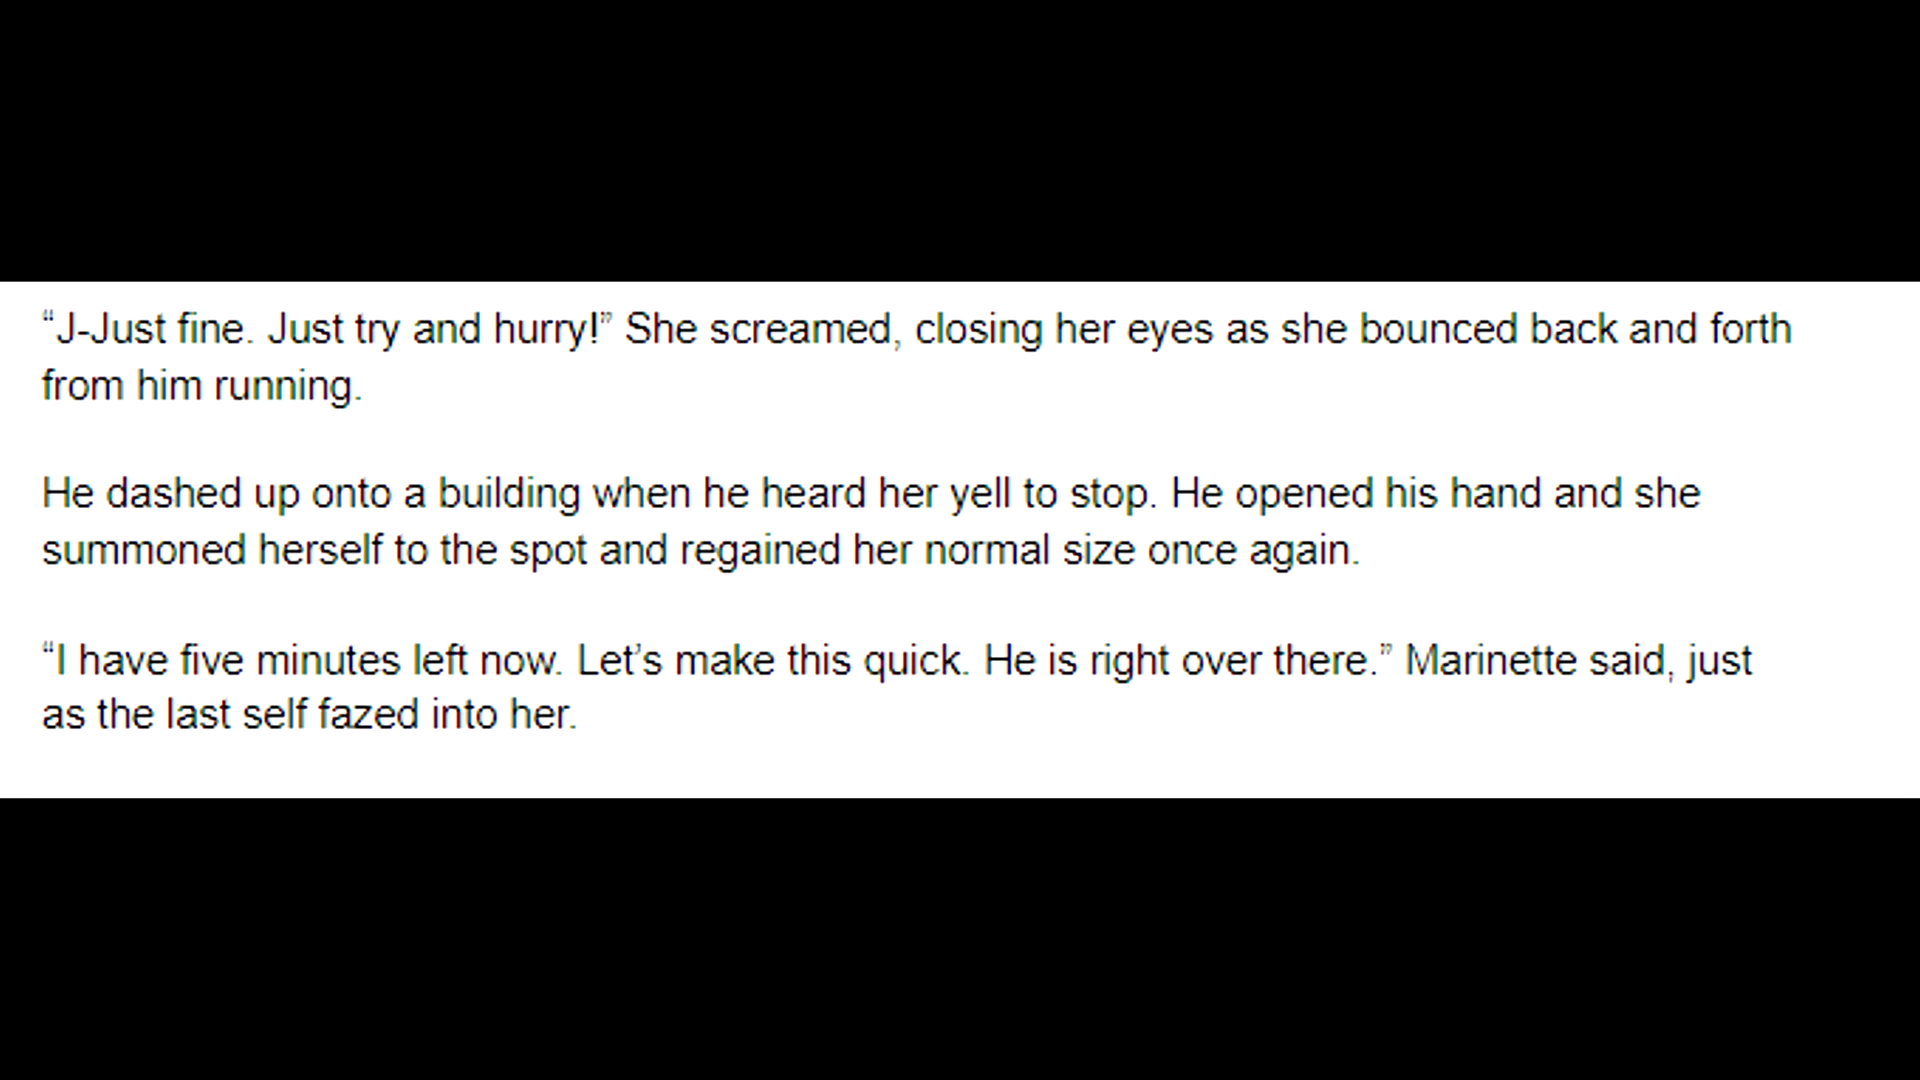 “J-Just fine. Just try and hurry!” She screamed, closing her eyes as she bounced back and forth
from him running.
He dashed up onto a building when he heard her yell to stop. He opened his hand and she
summoned herself to the spot and regained her normal size once again.
“I have five minutes left now. Let’s make this quick. He is right over there.” Marinette said, just
as the last self fazed into her.